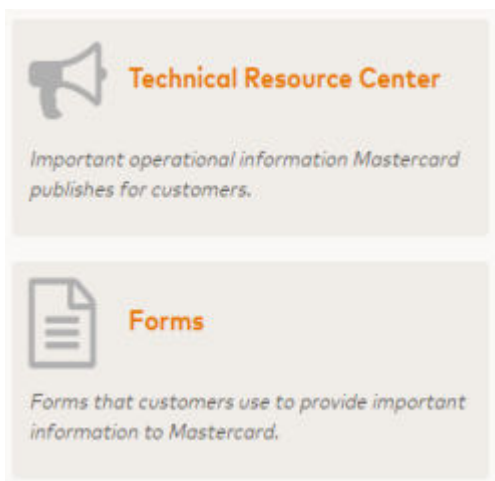 Technical Resource Center
Important operational information Mastercard
publishes for customers.
Forms
Forms that customers use to provide important
information to Mastercard.